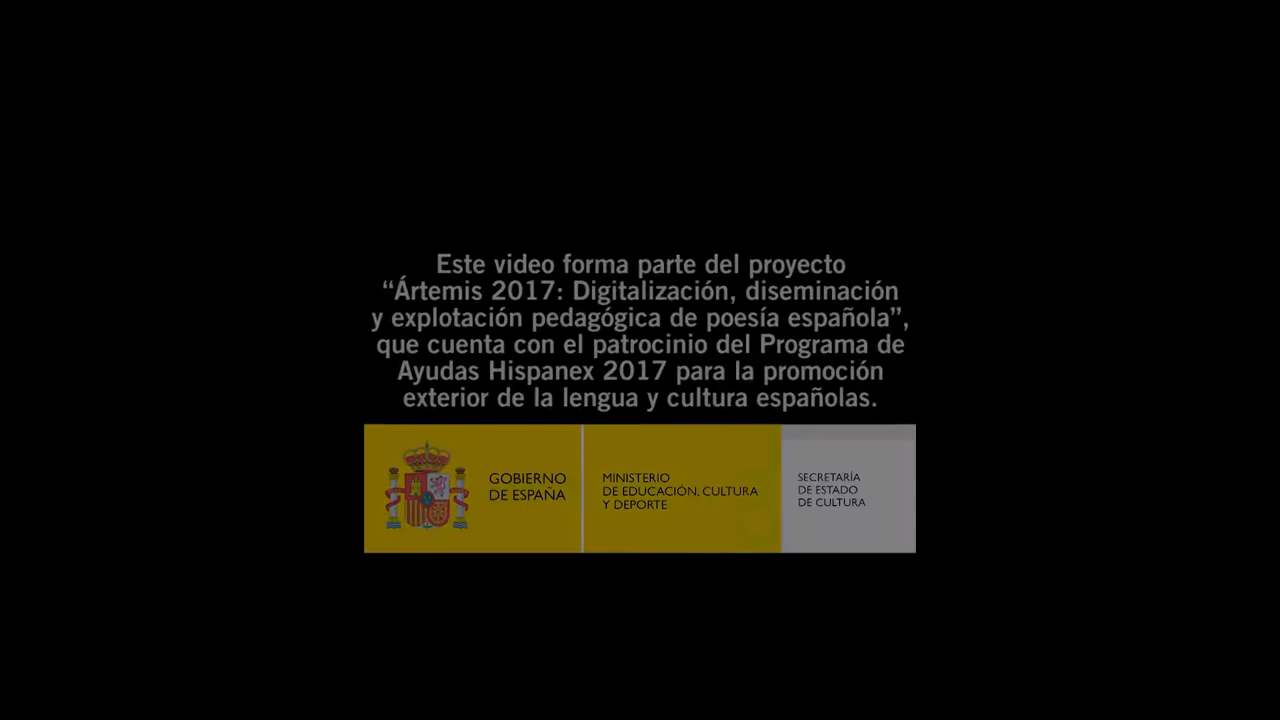 Este video forma parte del proyecto
“Ártemis 2017: Digitalización, diseminación
y explotación pedagógica de poesía española”,
que cuenta con el patrocinio del Programa de
Ayudas Hispanex 2017 para la promoción
exterior de la lengua y cultura españolas.
GOBIERNO
DE ESPAÑA
MINISTERIO
DE EDUCACIÓN, CULTURA
Y DEPORTE
SECRETARÍA
DE ESTADO
DE CULTURA